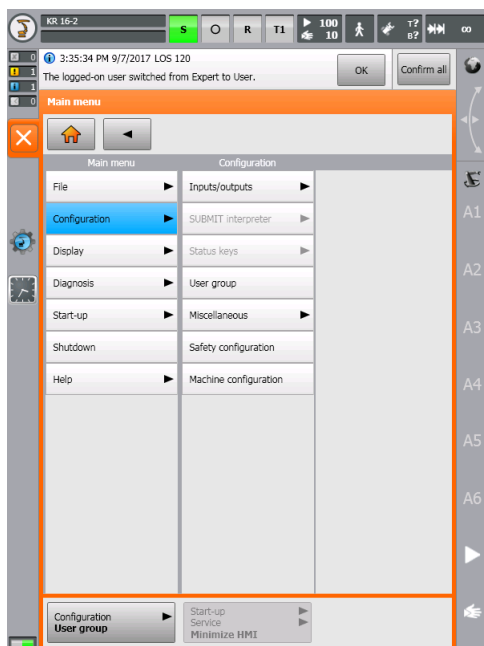 KR 16-2
S
O
R
T1
100
10
T?
B?
∞
0
1
1
0
3:35:34 PM 9/7/2017 LOS 120
The logged-on user switched from Expert to User.
OK
Confirm all
Main menu
Main menu
Configuration
File
Inputs/outputs
Configuration
SUBMIT interpreter
Display
Status keys
Diagnosis
User group
Start-up
Miscellaneous
Shutdown
Safety configuration
Help
Machine configuration
A1
A2
A3
A4
A5
A6
Configuration
User group
Start-up
Service
Minimize HMI